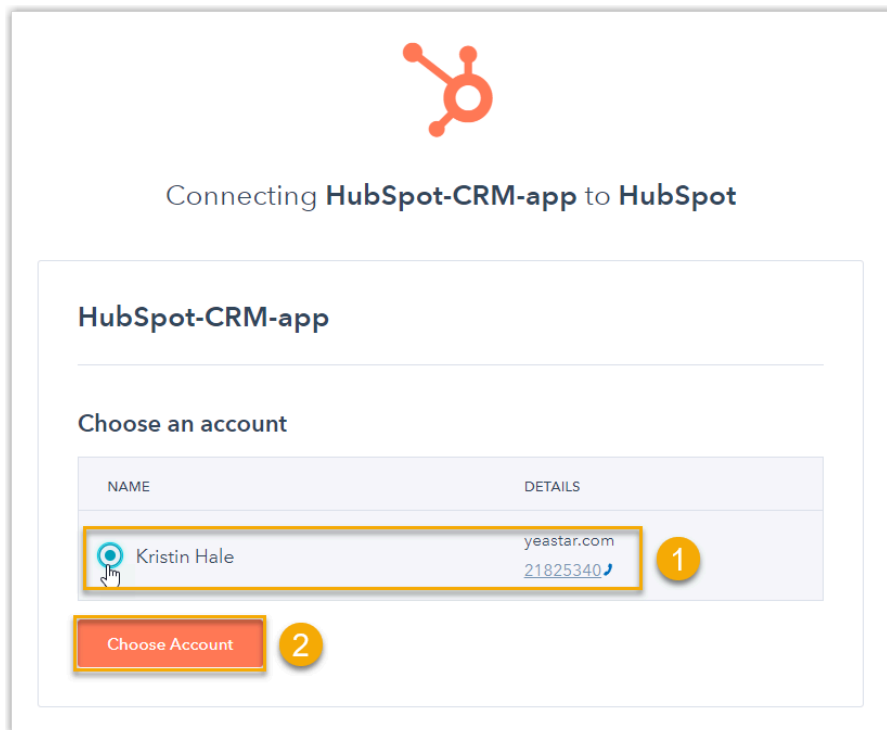 Connecting HubSpot-CRM-app to HubSpot
HubSpot-CRM-app
Choose an account
NAME DETAILS
Kristin Hale yeastar.com
21825340
1
Choose Account 2